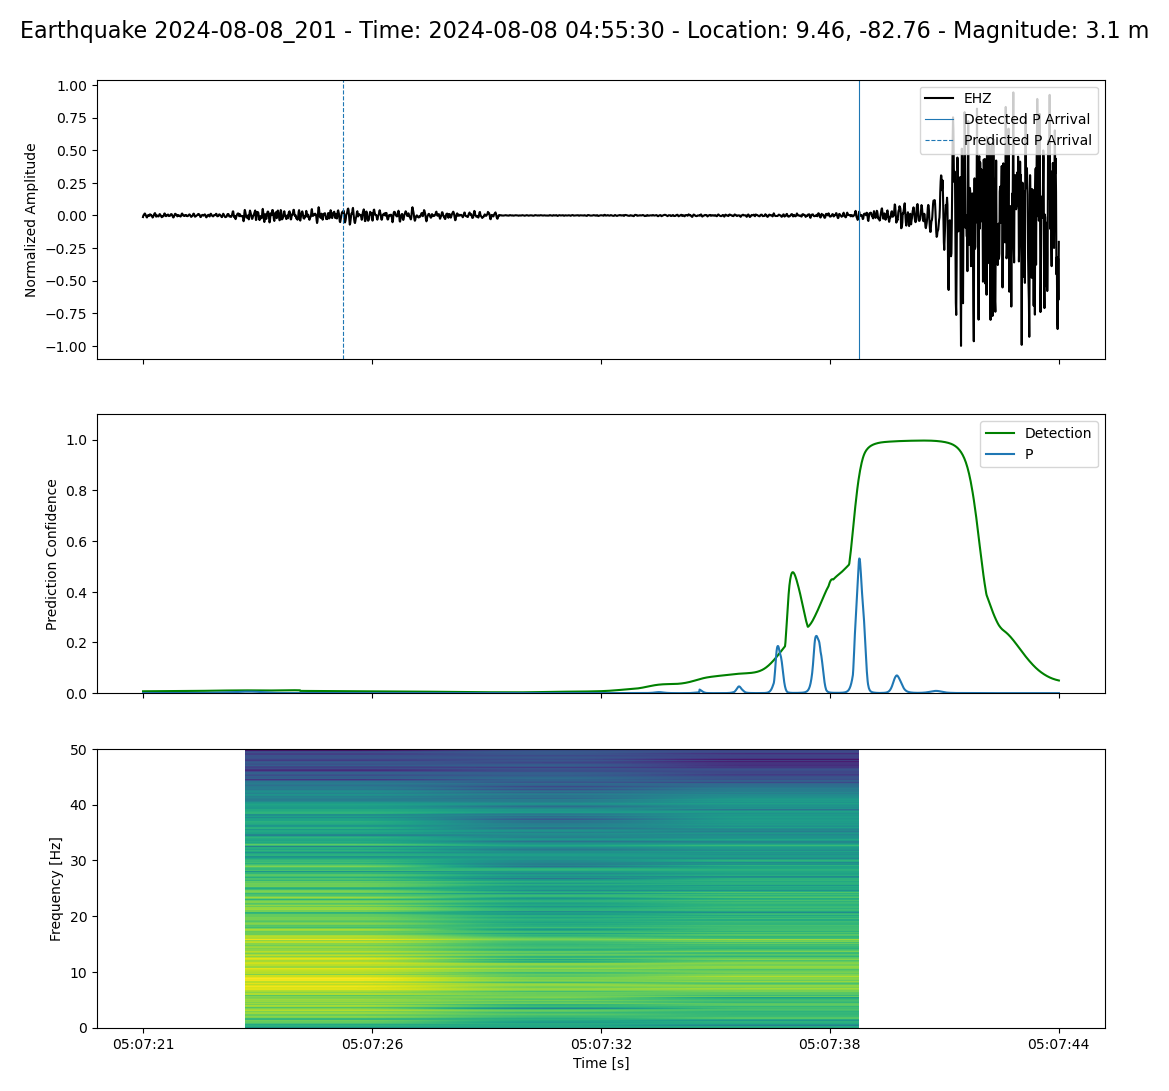 Earthquake 2024-08-08_201 - Time: 2024-08-08 04:55:30 - Location: 9.46, -82.76 - Magnitude: 3.1 m
Normalized Amplitude
1.00
0.75
0.50
0.25
0.00
−0.25
−0.50
−0.75
−1.00
EHZ
Detected P Arrival
Predicted P Arrival
Prediction Confidence
1.0
0.8
0.6
0.4
0.2
0.0
Detection
P
Frequency [Hz]
50
40
30
20
10
0
05:07:21 05:07:26 05:07:32 05:07:38 05:07:44
Time [s]